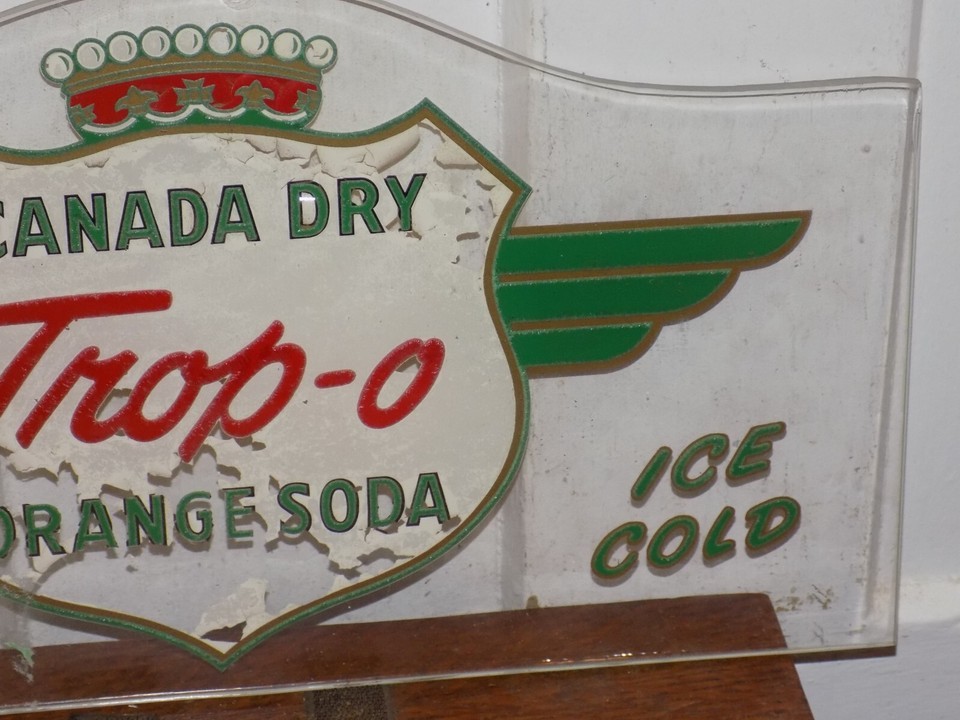 CANADA DRY
Trop-o
ORANGE SODA
ICE
COLD